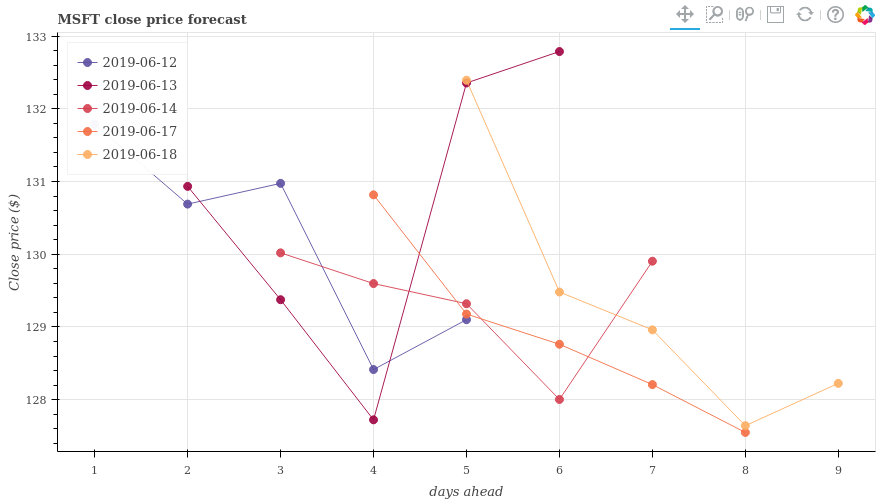 MSFT close price forecast
133
132
131
130
129
128
Close price ($)
2019-06-12
2019-06-13
2019-06-14
2019-06-17
2019-06-18
1 2 3 4 5 6 7 8 9
days ahead